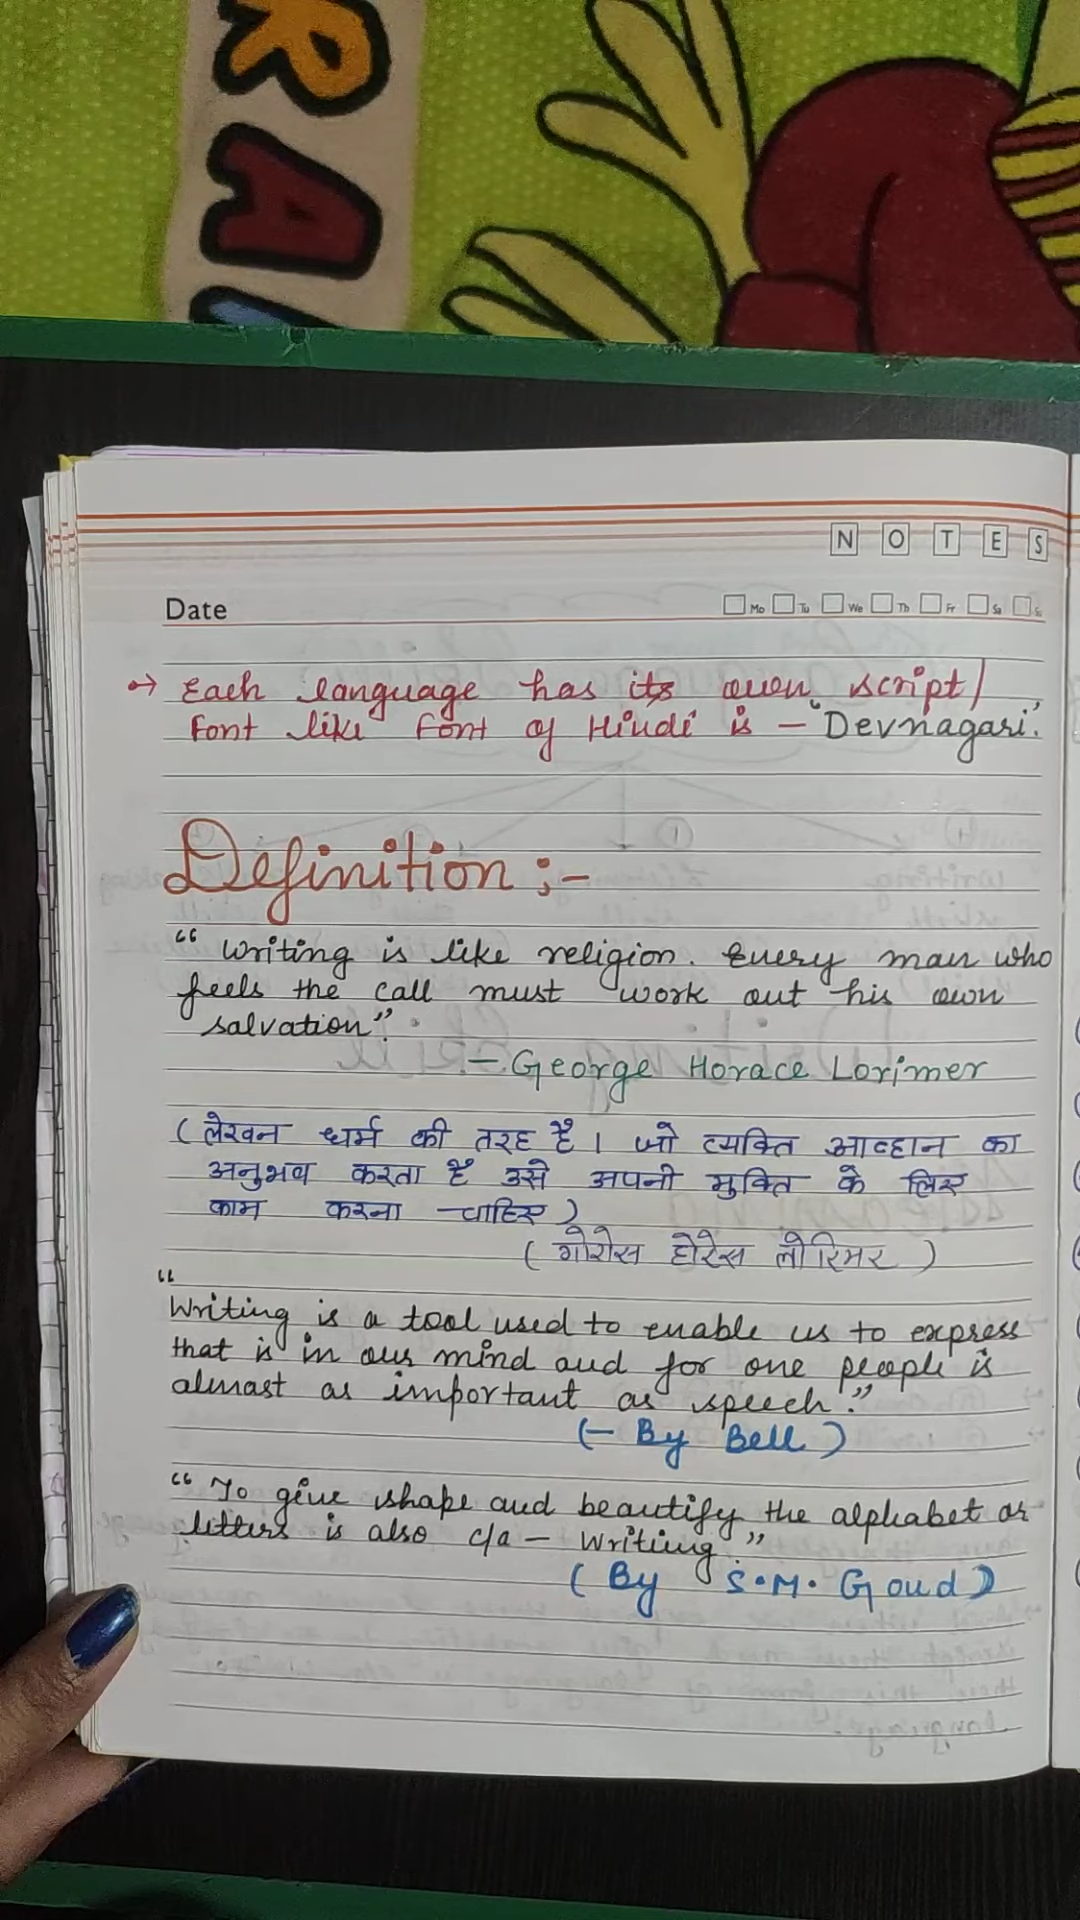 RA
NOTES
Date Mo Tu We Th Fr Sa Su
→ Each language has its own script/
Font like Font of Hindi is - 'Devnagari'.
Definition ;-
“ Writing is like religion. Every man who
feels the call must work out his own
salvation”.
- George Horace Lorimer
( लेखन धर्म की तरह है । जो व्यक्ति आव्हान का
अनुभव करता है उसे अपनी मुक्ति के लिए
काम करना चाहिए )
( गोरोस होरेस लोरिमर )
“
Writing is a tool used to enable us to express
that is in our mind and for one people is
almost as important as speech.”
(- By Bell )
“ To give shape and beautify the alphabet or
letters is also c/a - writing.”
( By S.M. Goud )